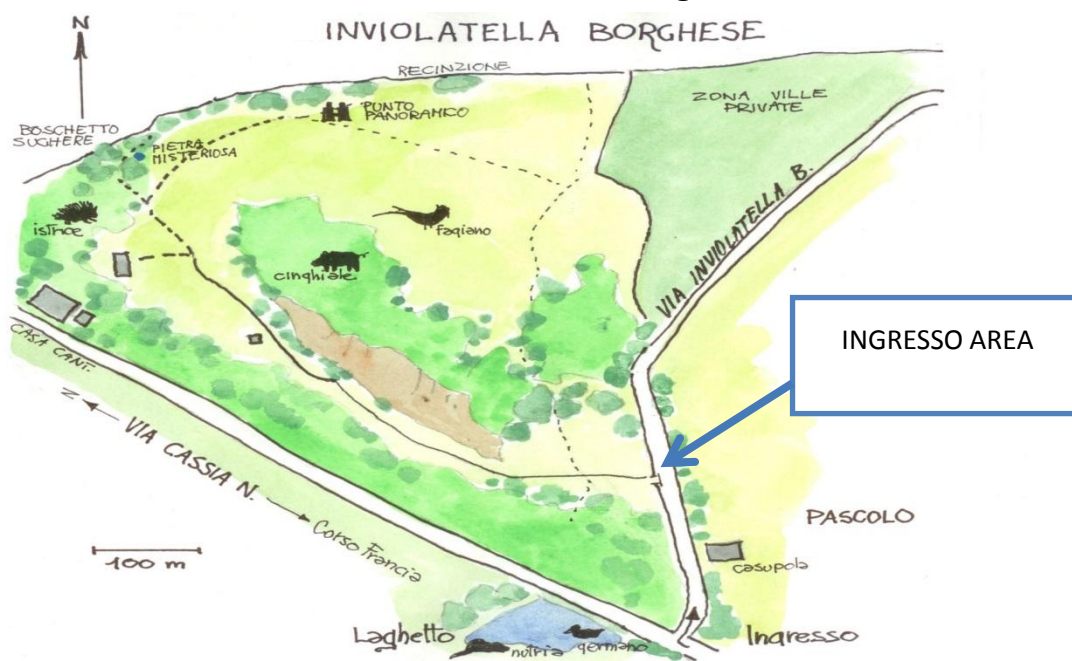 INVIOLATELLA BORGHESE
N
RECINZIONE
ZONA VILLE
PRIVATE
PUNTO
PANORAMICO
BOSCHETTO
SUGHERE
PIETRA
MISTERIOSA
istrice
fagiano
cinghiale
VIA INVIOLATELLA B.
INGRESSO AREA
CASA CANT.
N
VIA CASSIA N.
Corso Francia
100 m
PASCOLO
casupola
Laghetto
nutria
germano
Ingresso